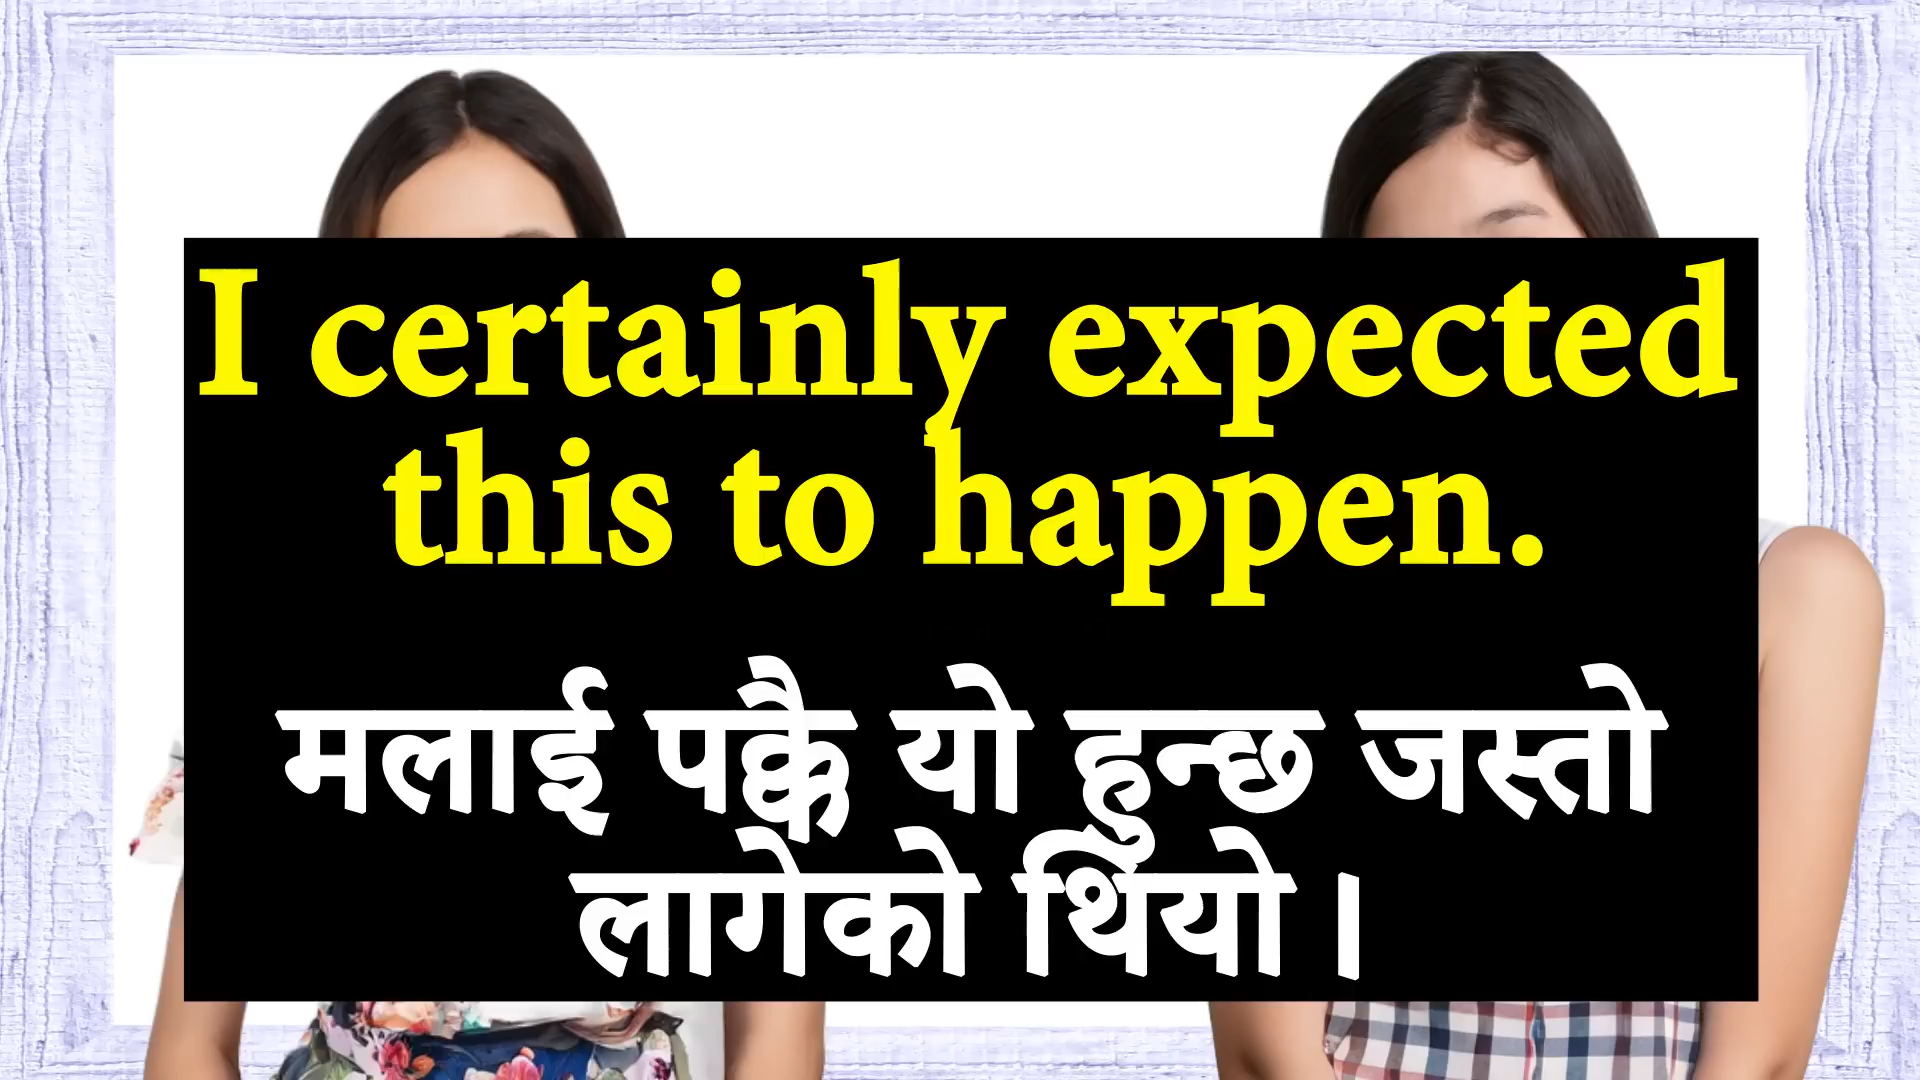 I certainly expected
this to happen.
मलाई पक्कै यो हुन्छ जस्तो
लागेको थियो ।